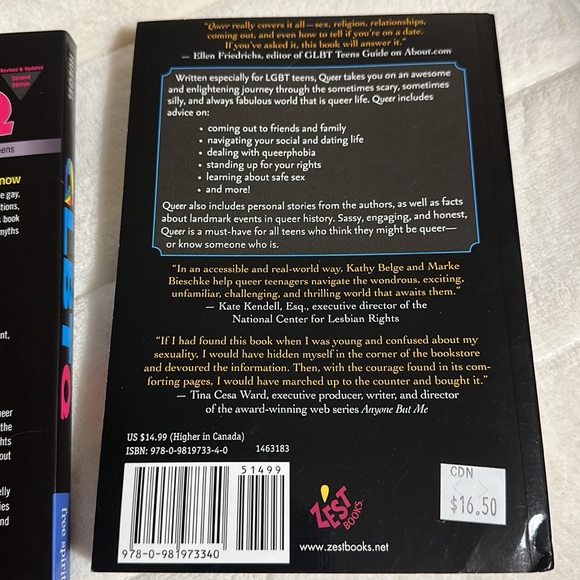 Revised & Updated
Second
Edition
Q
eens
now
e gay,
tions,
book
myths
nt,
eer
the
hts
out
elly
ies
and
GLBTQ
free spirit
"Queer really covers it all—sex, religion, relationships,
coming out, and even how to tell if you're on a date.
If you've asked it, this book will answer it."
— Ellen Friedrichs, editor of GLBT Teens Guide on About.com
Written especially for LGBT teens, Queer takes you on an awesome
and enlightening journey through the sometimes scary, sometimes
silly, and always fabulous world that is queer life. Queer includes
advice on:
• coming out to friends and family
• navigating your social and dating life
• dealing with queerphobia
• standing up for your rights
• learning about safe sex
• and more!
Queer also includes personal stories from the authors, as well as facts
about landmark events in queer history. Sassy, engaging, and honest,
Queer is a must-have for all teens who think they might be queer—
or know someone who is.
"In an accessible and real-world way, Kathy Belge and Marke
Bieschke help queer teenagers navigate the wondrous, exciting,
unfamiliar, challenging, and thrilling world that awaits them."
— Kate Kendell, Esq., executive director of the
National Center for Lesbian Rights
"If I had found this book when I was young and confused about my
sexuality, I would have hidden myself in the corner of the bookstore
and devoured the information. Then, with the courage found in its com-
forting pages, I would have marched up to the counter and bought it."
— Tina Cesa Ward, executive producer, writer, and director
of the award-winning web series Anyone But Me
US $14.99 (Higher in Canada)
ISBN: 978-0-9819733-4-0 1463183
51499
978-0-981973340
ZEST
BOOKS
www.zestbooks.net
CDN
$16.50